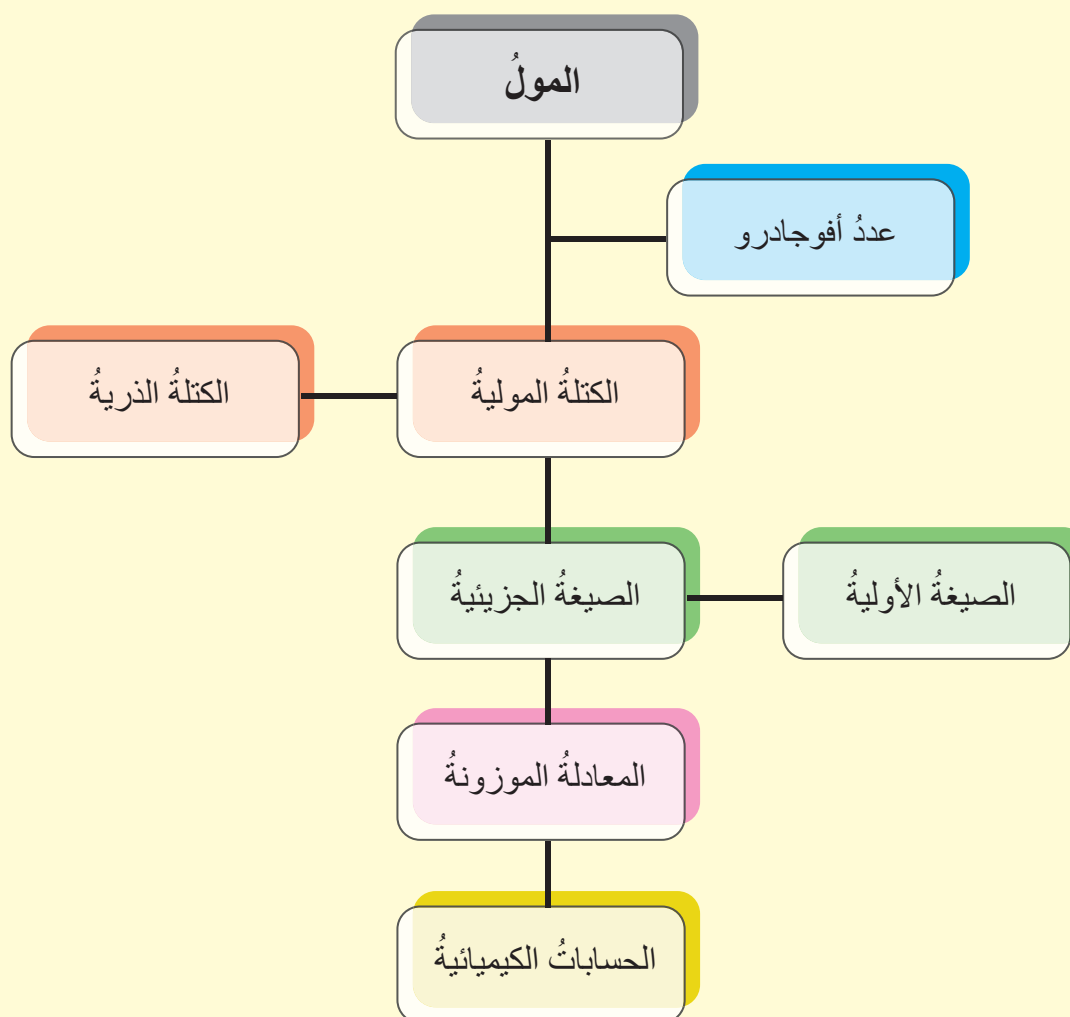 المولُ
عددُ أفوجادرو
الكتلةُ الموليةُ
الكتلةُ الذريةُ
الصيغةُ الأوليةُ
الصيغةُ الجزيئيةُ
المعادلةُ الموزونةُ
الحساباتُ الكيميائيةُ